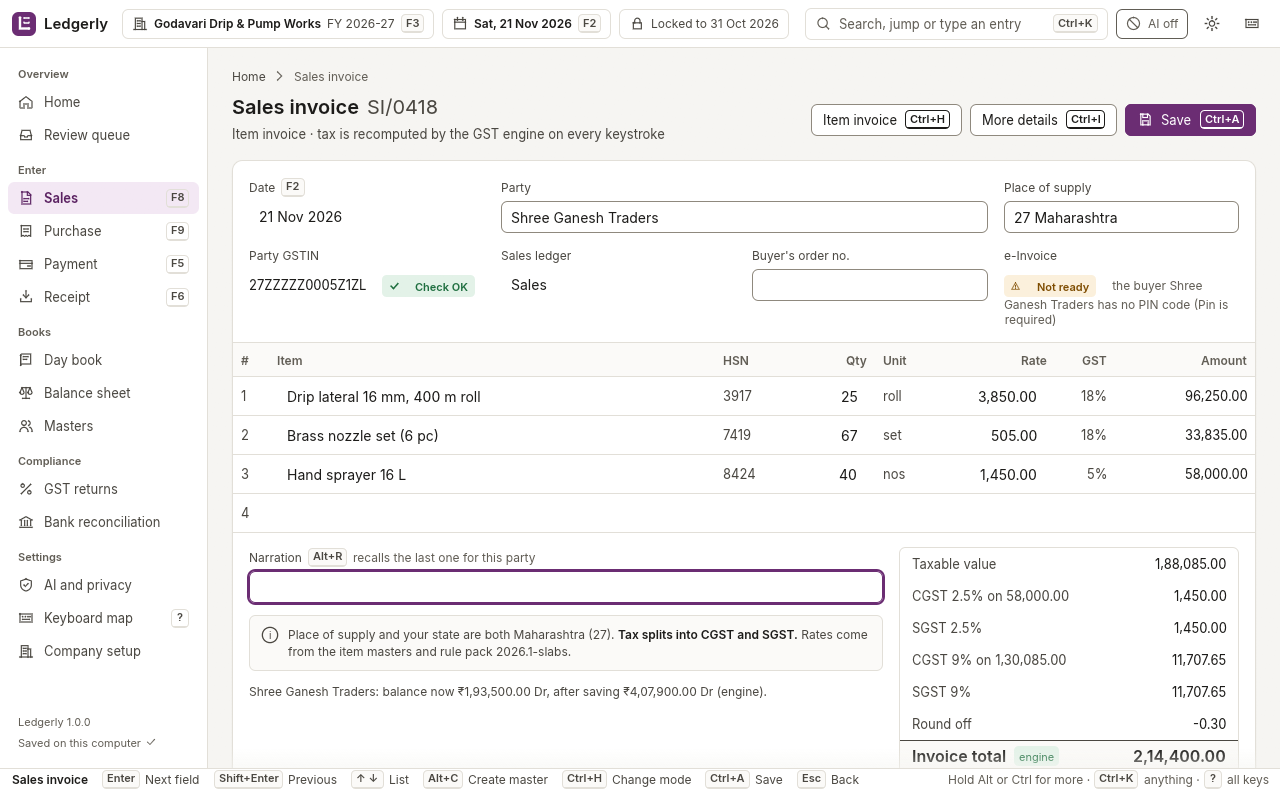 Ledgerly
Godavari Drip & Pump Works FY 2026-27 F3
Sat, 21 Nov 2026 F2
Locked to 31 Oct 2026
Search, jump or type an entry Ctrl+K
AI off
Overview
Home
Review queue
Enter
Sales F8
Purchase F9
Payment F5
Receipt F6
Books
Day book
Balance sheet
Masters
Compliance
GST returns
Bank reconciliation
Settings
AI and privacy
Keyboard map ?
Company setup
Ledgerly 1.0.0
Saved on this computer
Home Sales invoice
Sales invoice SI/0418
Item invoice · tax is recomputed by the GST engine on every keystroke
Item invoice Ctrl+H
More details Ctrl+I
Save Ctrl+A
Date F2 Party Place of supply
21 Nov 2026 Shree Ganesh Traders 27 Maharashtra
Party GSTIN Sales ledger Buyer's order no. e-Invoice
27ZZZZZ0005Z1ZL Check OK Sales Not ready the buyer Shree
Ganesh Traders has no PIN code (Pin is
required)
# Item HSN Qty Unit Rate GST Amount
1 Drip lateral 16 mm, 400 m roll 3917 25 roll 3,850.00 18% 96,250.00
2 Brass nozzle set (6 pc) 7419 67 set 505.00 18% 33,835.00
3 Hand sprayer 16 L 8424 40 nos 1,450.00 5% 58,000.00
4
Narration Alt+R recalls the last one for this party
Place of supply and your state are both Maharashtra (27). Tax splits into CGST and SGST. Rates come
from the item masters and rule pack 2026.1-slabs.
Shree Ganesh Traders: balance now ₹1,93,500.00 Dr, after saving ₹4,07,900.00 Dr (engine).
Taxable value 1,88,085.00
CGST 2.5% on 58,000.00 1,450.00
SGST 2.5% 1,450.00
CGST 9% on 1,30,085.00 11,707.65
SGST 9% 11,707.65
Round off -0.30
Invoice total engine 2,14,400.00
Sales invoice Enter Next field Shift+Enter Previous ↑ ↓ List Alt+C Create master Ctrl+H Change mode Ctrl+A Save Esc Back Hold Alt or Ctrl for more · Ctrl+K anything · ? all keys